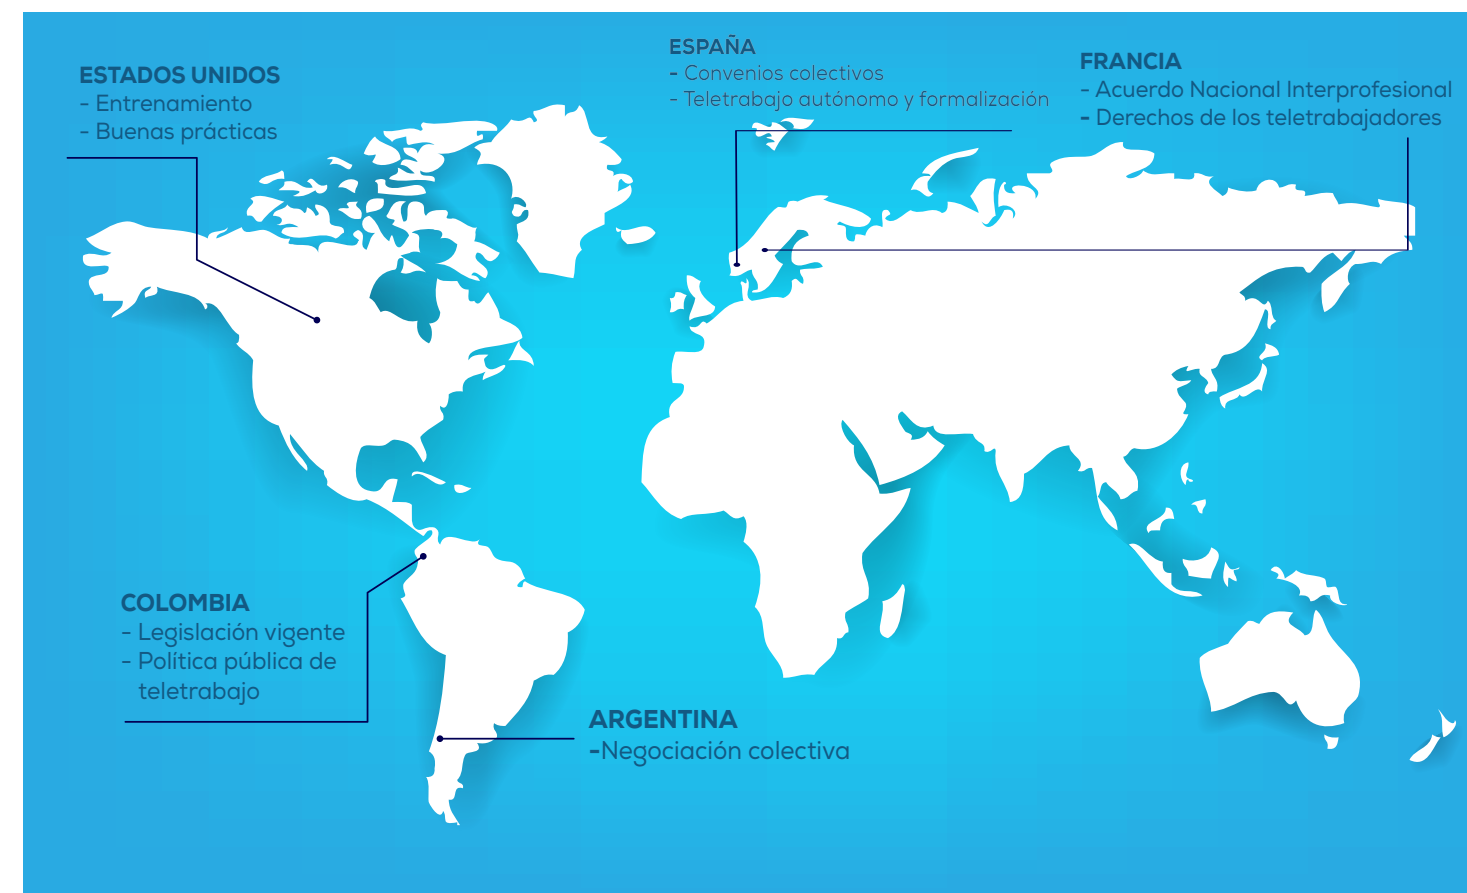 ESTADOS UNIDOS
- Entrenamiento
- Buenas prácticas
ESPAÑA
- Convenios colectivos
- Teletrabajo autónomo y formalización
FRANCIA
- Acuerdo Nacional Interprofesional
- Derechos de los teletrabajadores
COLOMBIA
- Legislación vigente
- Política pública de
teletrabajo
ARGENTINA
-Negociación colectiva